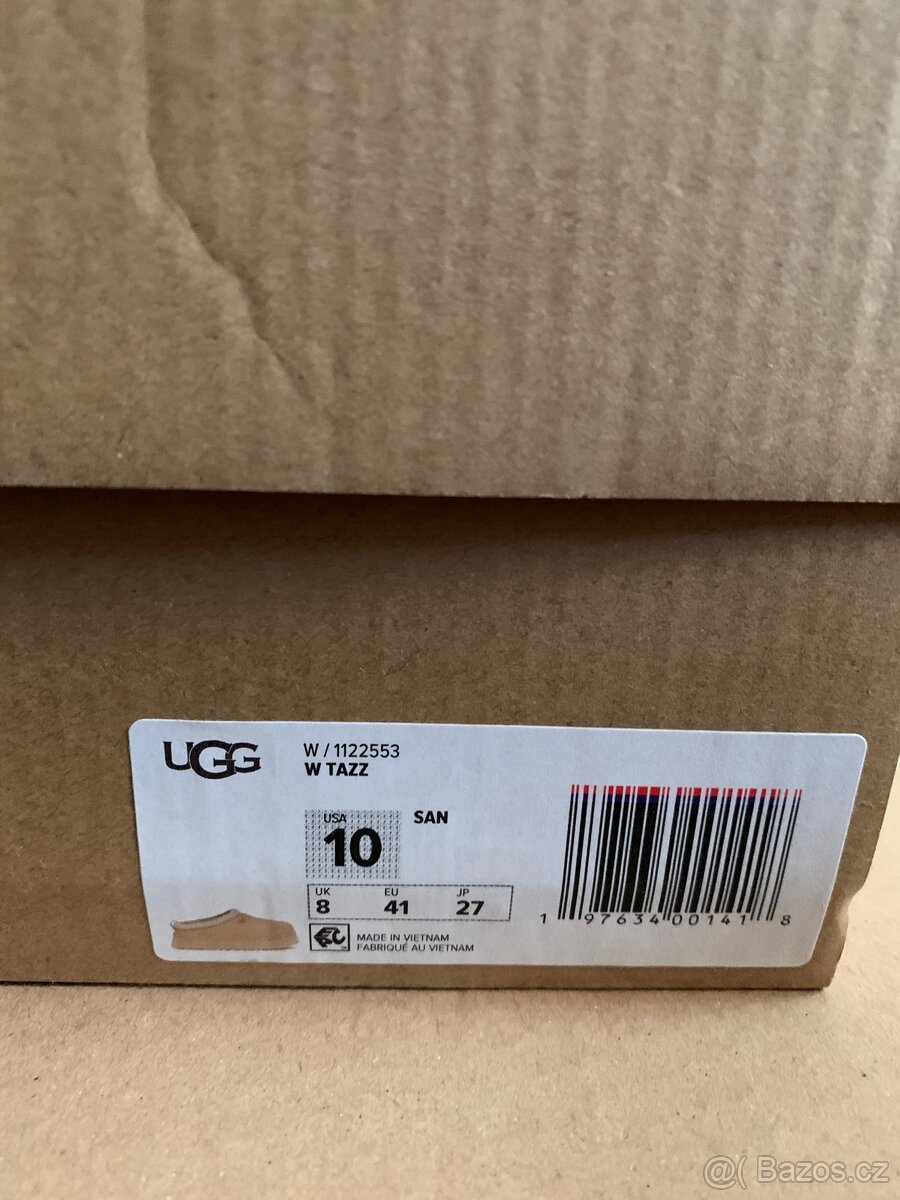 UGG
W / 1122553
W TAZZ
USA
10
SAN
UK EU JP
8 41 27
MADE IN VIETNAM
FABRIQUÉ AU VIETNAM
1 97634 00141 8
@( Bazos.cz